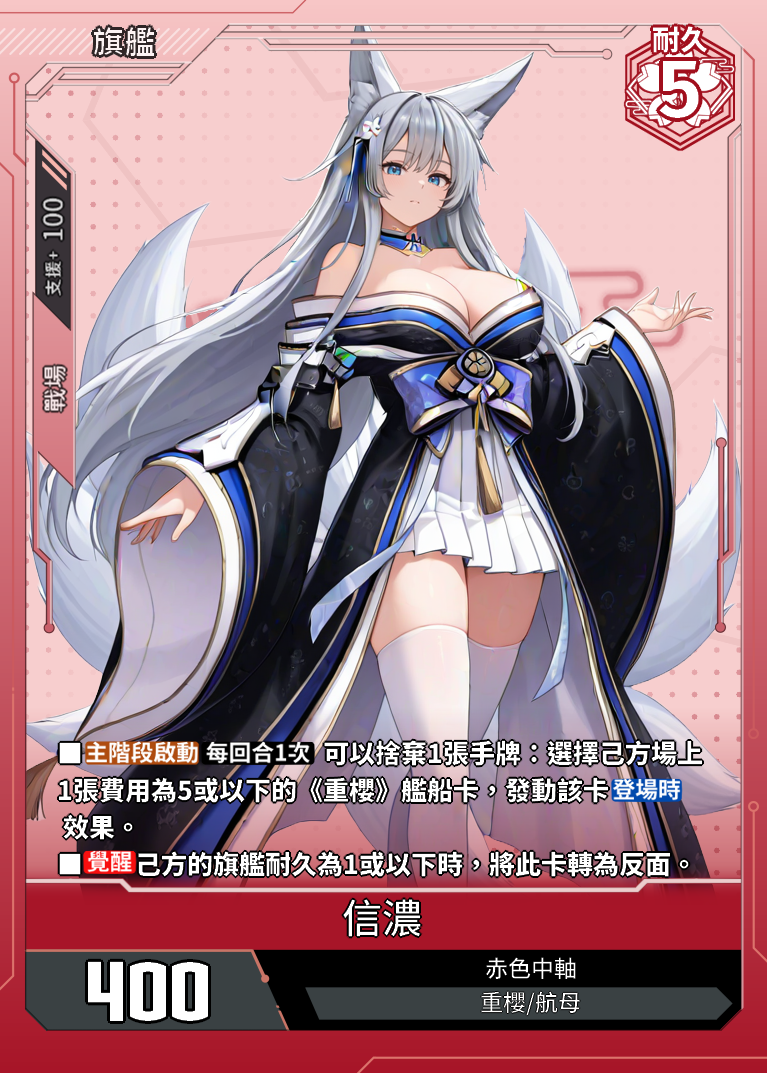 旗艦
耐久
5
支援+ 100
戰場
■ 主階段啟動 每回合1次 可以捨棄1張手牌：選擇己方場上
1張費用為5或以下的《重櫻》艦船卡，發動該卡 登場時
效果。
■ 覺醒 己方的旗艦耐久為1或以下時，將此卡轉為反面。
信濃
400
赤色中軸
重櫻/航母